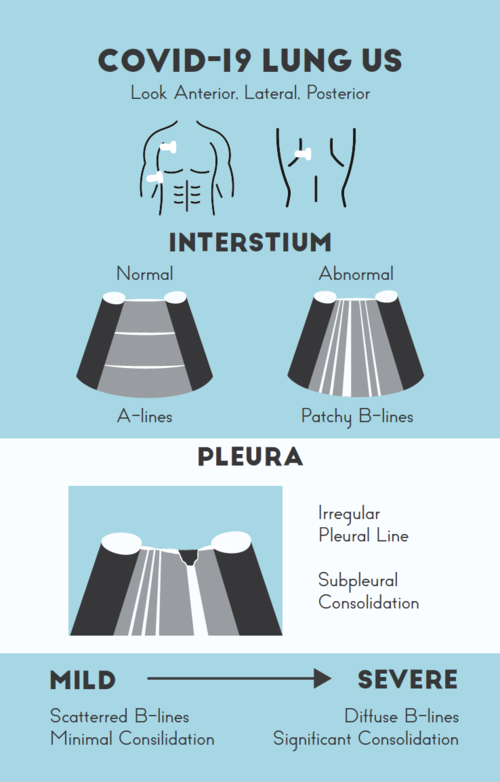 COVID-19 LUNG US
Look Anterior, Lateral, Posterior
INTERSTIUM
Normal
Abnormal
A-lines
Patchy B-lines
PLEURA
Irregular
Pleural Line
Subpleural
Consolidation
MILD
SEVERE
Scatterred B-lines
Minimal Consilidation
Diffuse B-lines
Significant Consolidation